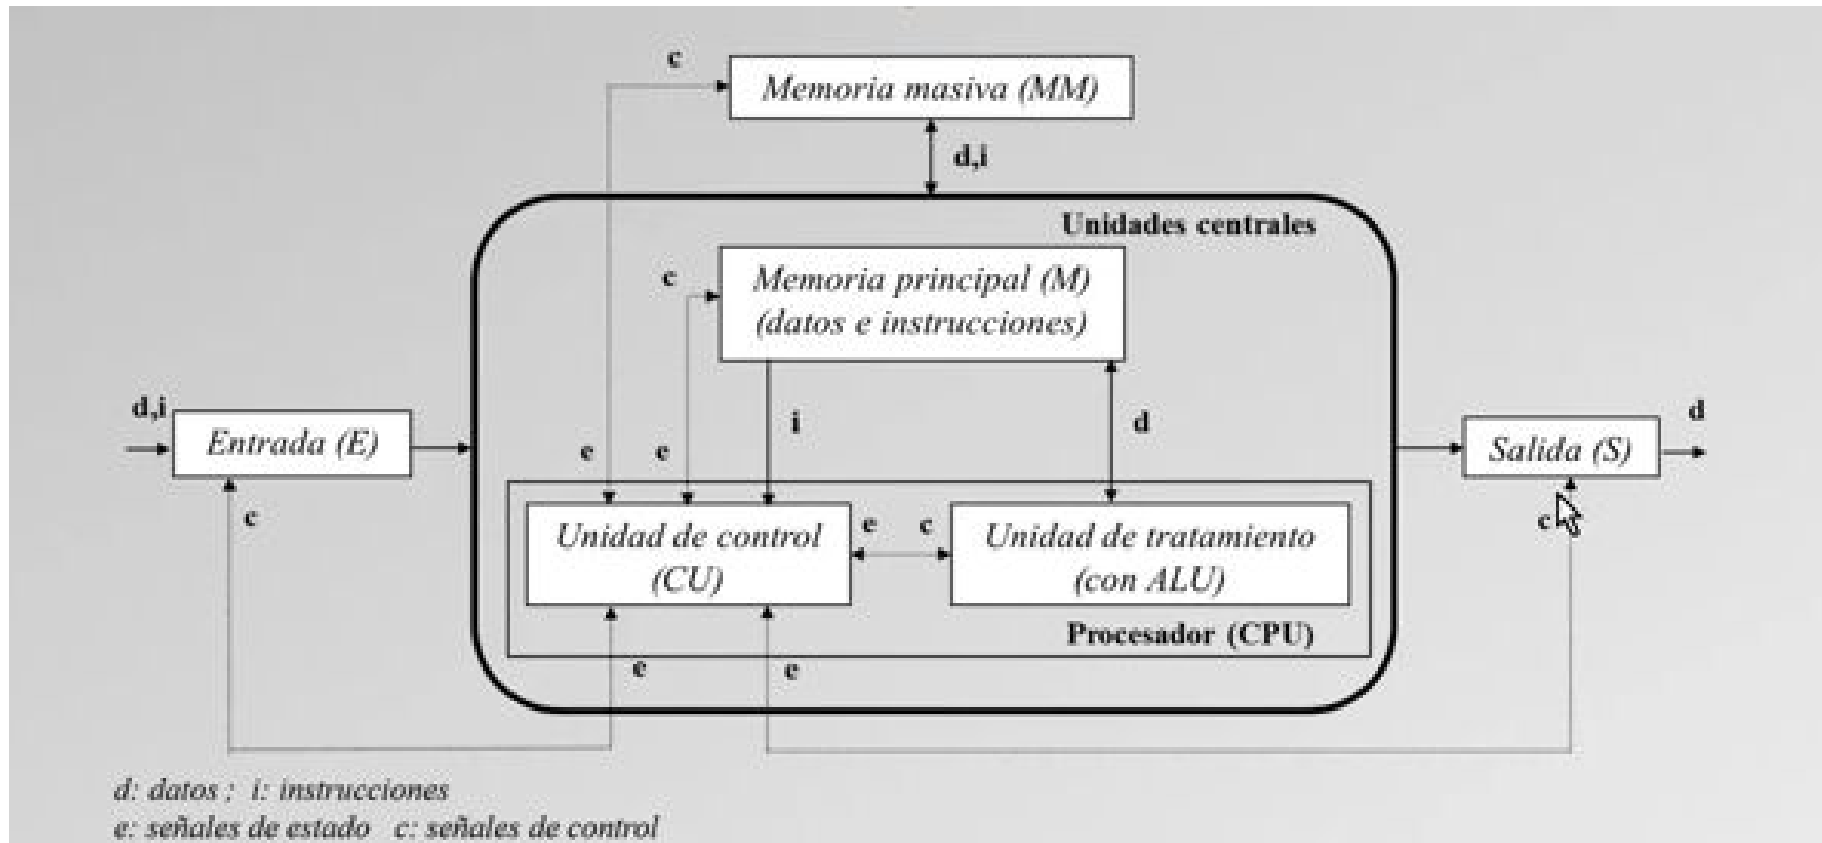 c
Memoria masiva (MM)
d,i
Unidades centrales
c
Memoria principal (M)
(datos e instrucciones)
d,i
Entrada (E)
i
d
d
Salida (S)
e
e
c
c
Unidad de control
(CU)
e
c
Unidad de tratamiento
(con ALU)
Procesador (CPU)
e
e
d: datos ; i: instrucciones
e: señales de estado c: señales de control